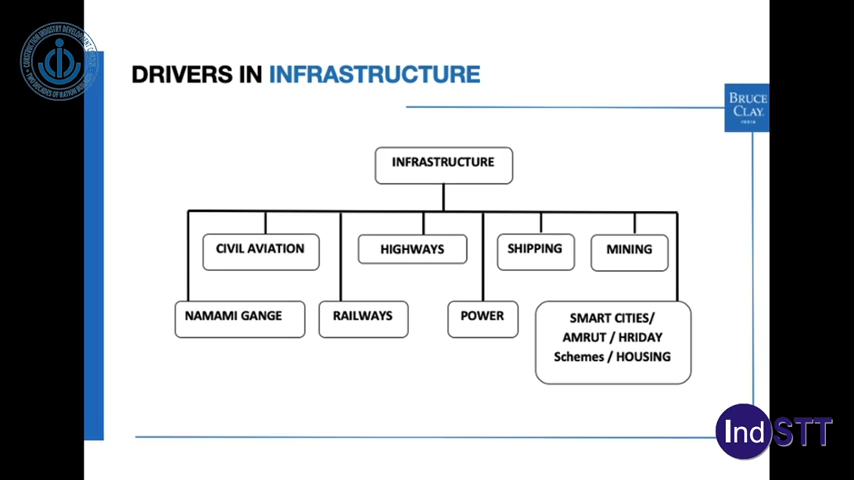 DRIVERS IN INFRASTRUCTURE
BRUCE
CLAY
INDIA
INFRASTRUCTURE
CIVIL AVIATION
HIGHWAYS
SHIPPING
MINING
NAMAMI GANGE
RAILWAYS
POWER
SMART CITIES/
AMRUT / HRIDAY
Schemes / HOUSING
IndSTT